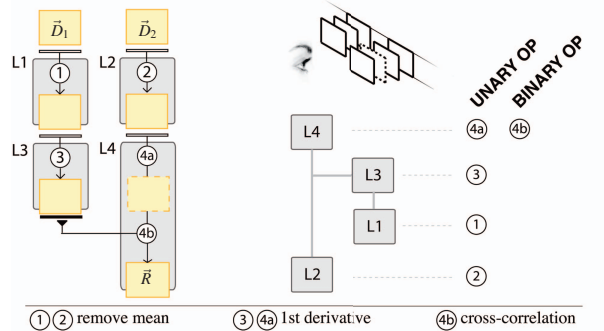 D⃗₁ D⃗₂
L1 ① L2 ②
L3 ③ L4 4a
4b
R⃗
UNARY OP
BINARY OP
L4 4a 4b
L3 ③
L1 ①
L2 ②
① ② remove mean ③ 4a 1st derivative 4b cross-correlation